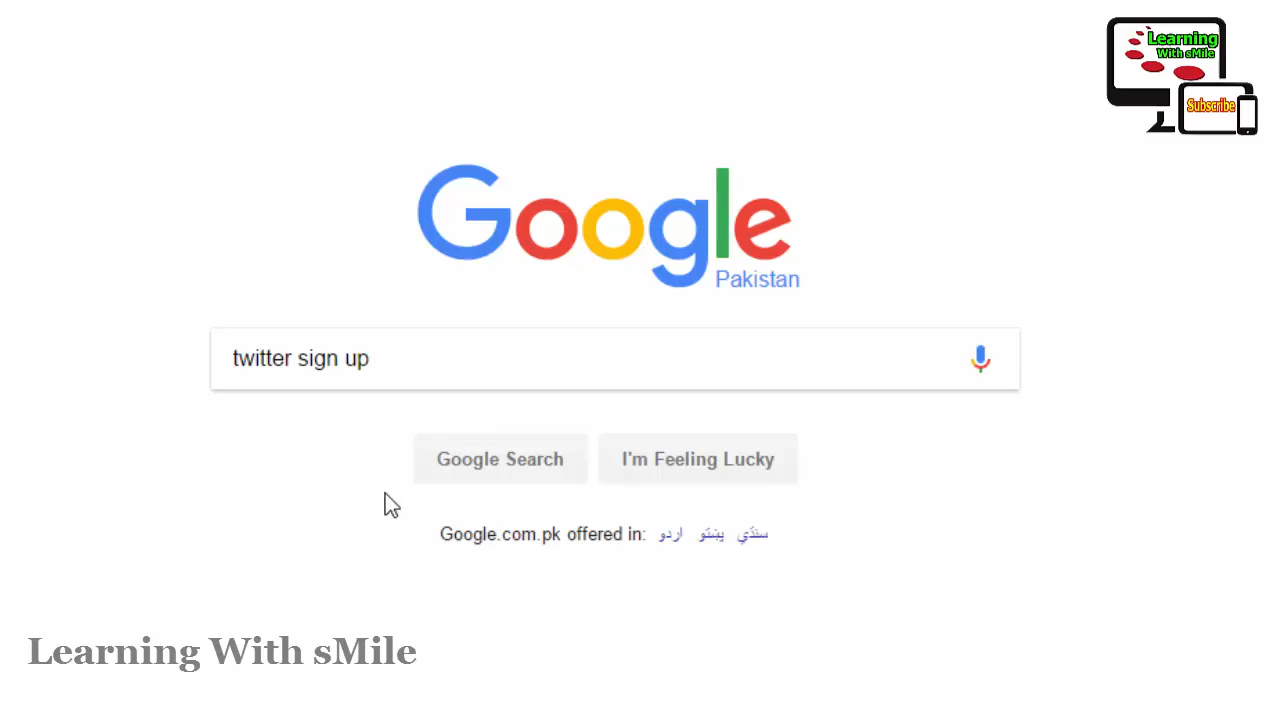 Learning
With sMile
Subscribe
Google
Pakistan
twitter sign up
Google Search
I'm Feeling Lucky
Google.com.pk offered in: اردو پښتو سنڌي
Learning With sMile